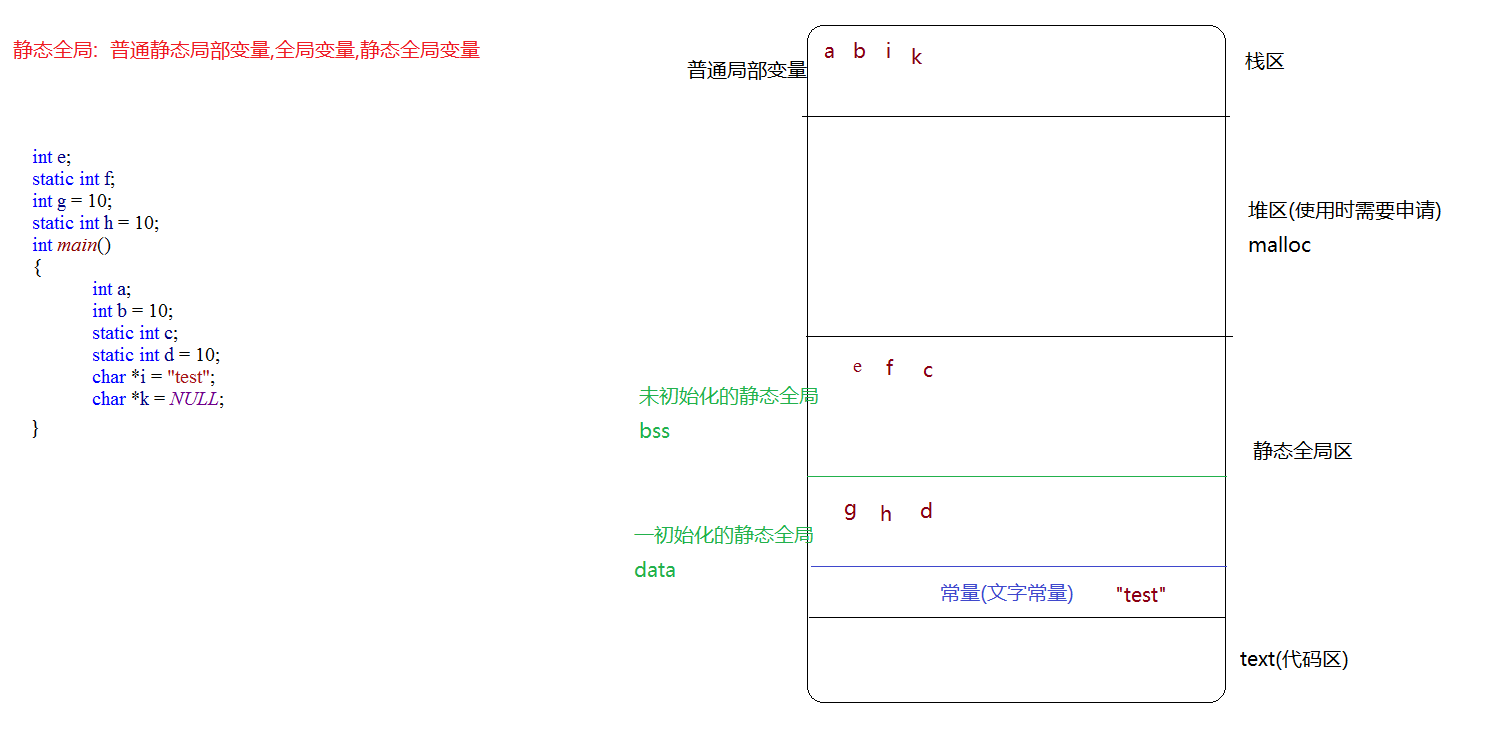 静态全局: 普通静态局部变量,全局变量,静态全局变量
int e;
static int f;
int g = 10;
static int h = 10;
int main()
{
int a;
int b = 10;
static int c;
static int d = 10;
char *i = "test";
char *k = NULL;
}
普通局部变量
a b i k
栈区
堆区(使用时需要申请)
malloc
e f c
未初始化的静态全局
bss
静态全局区
g h d
一初始化的静态全局
data
常量(文字常量) "test"
text(代码区)